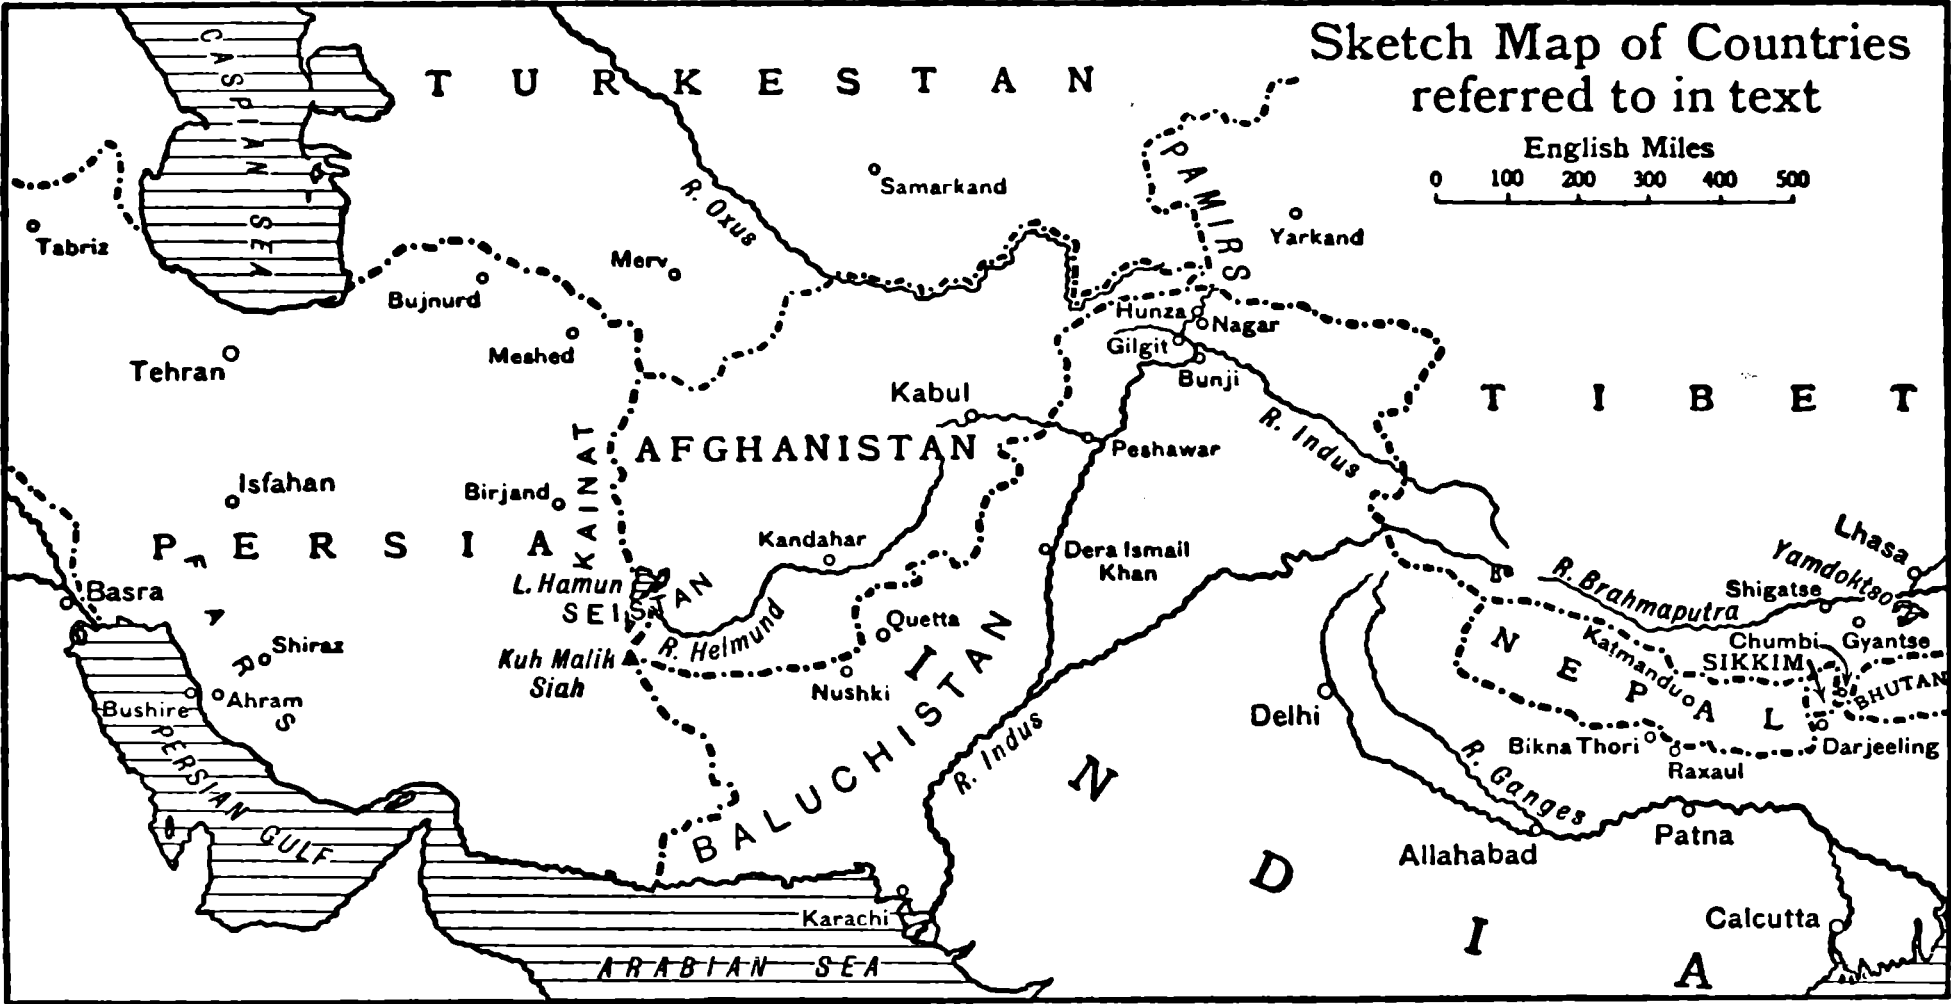 Sketch Map of Countries
referred to in text
English Miles
0 100 200 300 400 500
CASPIAN SEA
TURKESTAN
PAMIRS
R. Oxus
Samarkand
Yarkand
Tabriz
Merv
Bujnurd
Meshed
Tehran
Hunza
Nagar
Gilgit
Bunji
Kabul
TIBET
AFGHANISTAN
Peshawar
R. Indus
KAINAT
Isfahan
Birjand
PERSIA
FARS
Kandahar
Dera Ismail
Khan
L. Hamun
SEISTAN
R. Helmund
Quetta
Basra
Shiraz
Kuh Malik
Siah
Nushki
Ahram
Bushire
PERSIAN GULF
BALUCHISTAN
R. Indus
INDIA
Delhi
R. Ganges
Lhasa
Yamdoktso
R. Brahmaputra
Shigatse
Gyantse
Chumbi
SIKKIM
BHUTAN
NEPAL
Katmandu
Bikna Thori
Raxaul
Darjeeling
Allahabad
Patna
Calcutta
Karachi
ARABIAN SEA